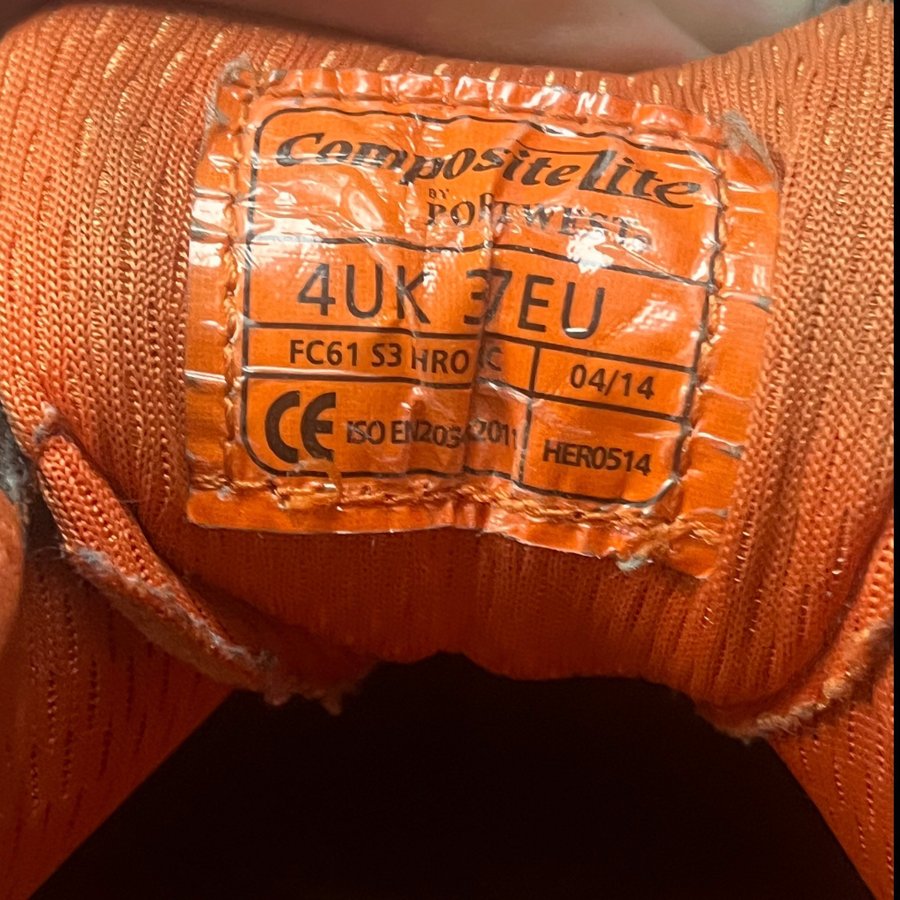 Compositelite
BY
PORTWEST
4UK 37EU
FC61 S3 HRO
04/14
CE ISO EN20345:2011
HER0514